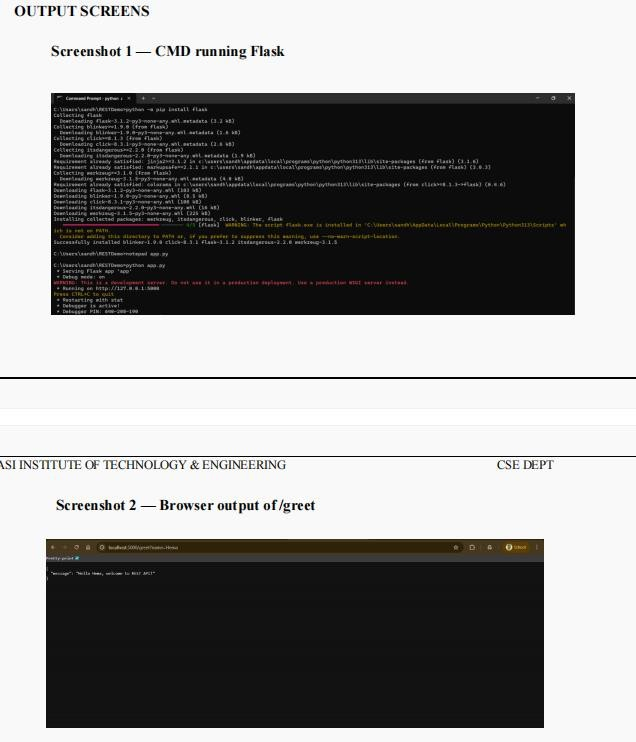 OUTPUT SCREENS
Screenshot 1 — CMD running Flask
Command Prompt - python
C:\Users\sandh\RESTDemo>python -m pip install flask
Collecting flask
Downloading flask-3.1.2-py3-none-any.whl.metadata (3.2 kB)
Collecting blinker>=1.9.0 (from flask)
Downloading blinker-1.9.0-py3-none-any.whl.metadata (1.6 kB)
Collecting click>=8.1.3 (from flask)
Downloading click-8.3.1-py3-none-any.whl.metadata (2.6 kB)
Collecting itsdangerous>=2.2.0 (from flask)
Downloading itsdangerous-2.2.0-py3-none-any.whl.metadata (1.9 kB)
Requirement already satisfied: jinja2>=3.1.2 in c:\users\sandh\appdata\local\programs\python\python313\lib\site-packages (from flask) (3.1.6)
Requirement already satisfied: markupsafe>=2.1.1 in c:\users\sandh\appdata\local\programs\python\python313\lib\site-packages (from flask) (3.0.3)
Collecting werkzeug>=3.1.0 (from flask)
Downloading werkzeug-3.1.5-py3-none-any.whl.metadata (4.0 kB)
Requirement already satisfied: colorama in c:\users\sandh\appdata\local\programs\python\python313\lib\site-packages (from click>=8.1.3->flask) (0.4.6)
Downloading flask-3.1.2-py3-none-any.whl (103 kB)
Downloading blinker-1.9.0-py3-none-any.whl (8.5 kB)
Downloading click-8.3.1-py3-none-any.whl (108 kB)
Downloading itsdangerous-2.2.0-py3-none-any.whl (16 kB)
Downloading werkzeug-3.1.5-py3-none-any.whl (225 kB)
Installing collected packages: werkzeug, itsdangerous, click, blinker, flask
4/5 [flask] WARNING: The script flask.exe is installed in 'C:\Users\sandh\AppData\Local\Programs\Python\Python313\Scripts' wh
ich is not on PATH.
Consider adding this directory to PATH or, if you prefer to suppress this warning, use --no-warn-script-location.
Successfully installed blinker-1.9.0 click-8.3.1 flask-3.1.2 itsdangerous-2.2.0 werkzeug-3.1.5
C:\Users\sandh\RESTDemo>notepad app.py
C:\Users\sandh\RESTDemo>python app.py
* Serving Flask app 'app'
* Debug mode: on
WARNING: This is a development server. Do not use it in a production deployment. Use a production WSGI server instead.
* Running on http://127.0.0.1:5000
Press CTRL+C to quit
* Restarting with stat
* Debugger is active!
* Debugger PIN: 640-208-190
ASI INSTITUTE OF TECHNOLOGY & ENGINEERING CSE DEPT
Screenshot 2 — Browser output of /greet
localhost:5000/greet?name=Hema School
Pretty-print
{
"message": "Hello Hema, welcome to REST API!"
}